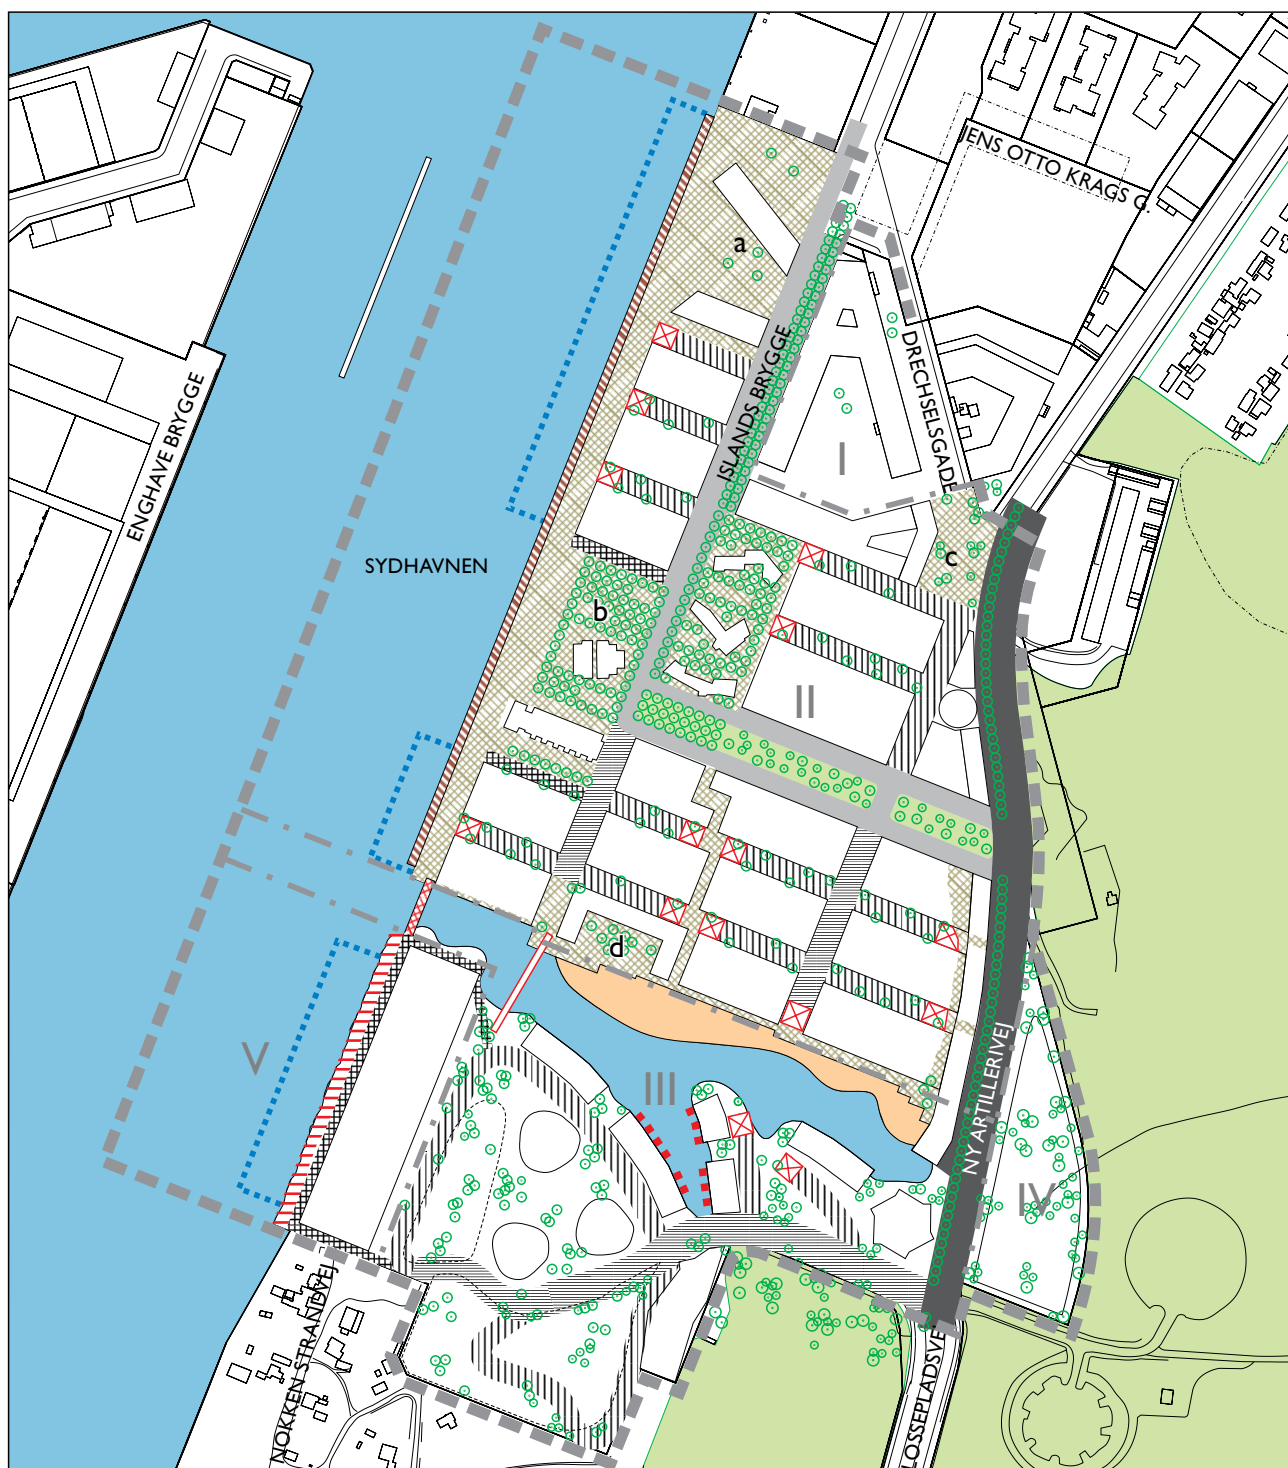 JENS OTTO KRAGS G.
a
ISLANDS BRYGGE
DRECHSELSGADE
ENGHAVE BRYGGE
I
SYDHAVNEN
c
b
II
d
V
III
NY ARTILLERIVEJ
IV
NOKKEN STRANDVEJ
LOSSEPLADSVEJ